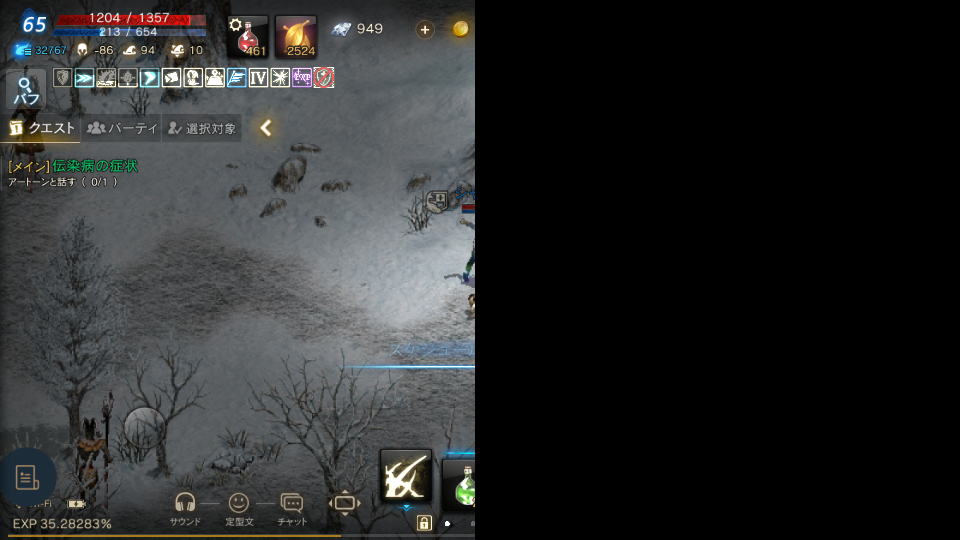 65
1204 / 1357
213 / 654
32767
-86
94
10
461
2524
949
バフ
IV
クエスト
パーティ
選択対象
[メイン]伝染病の症状
アートーンと話す ( 0/1 )
サウンド
定型文
チャット
EXP 35.28283%